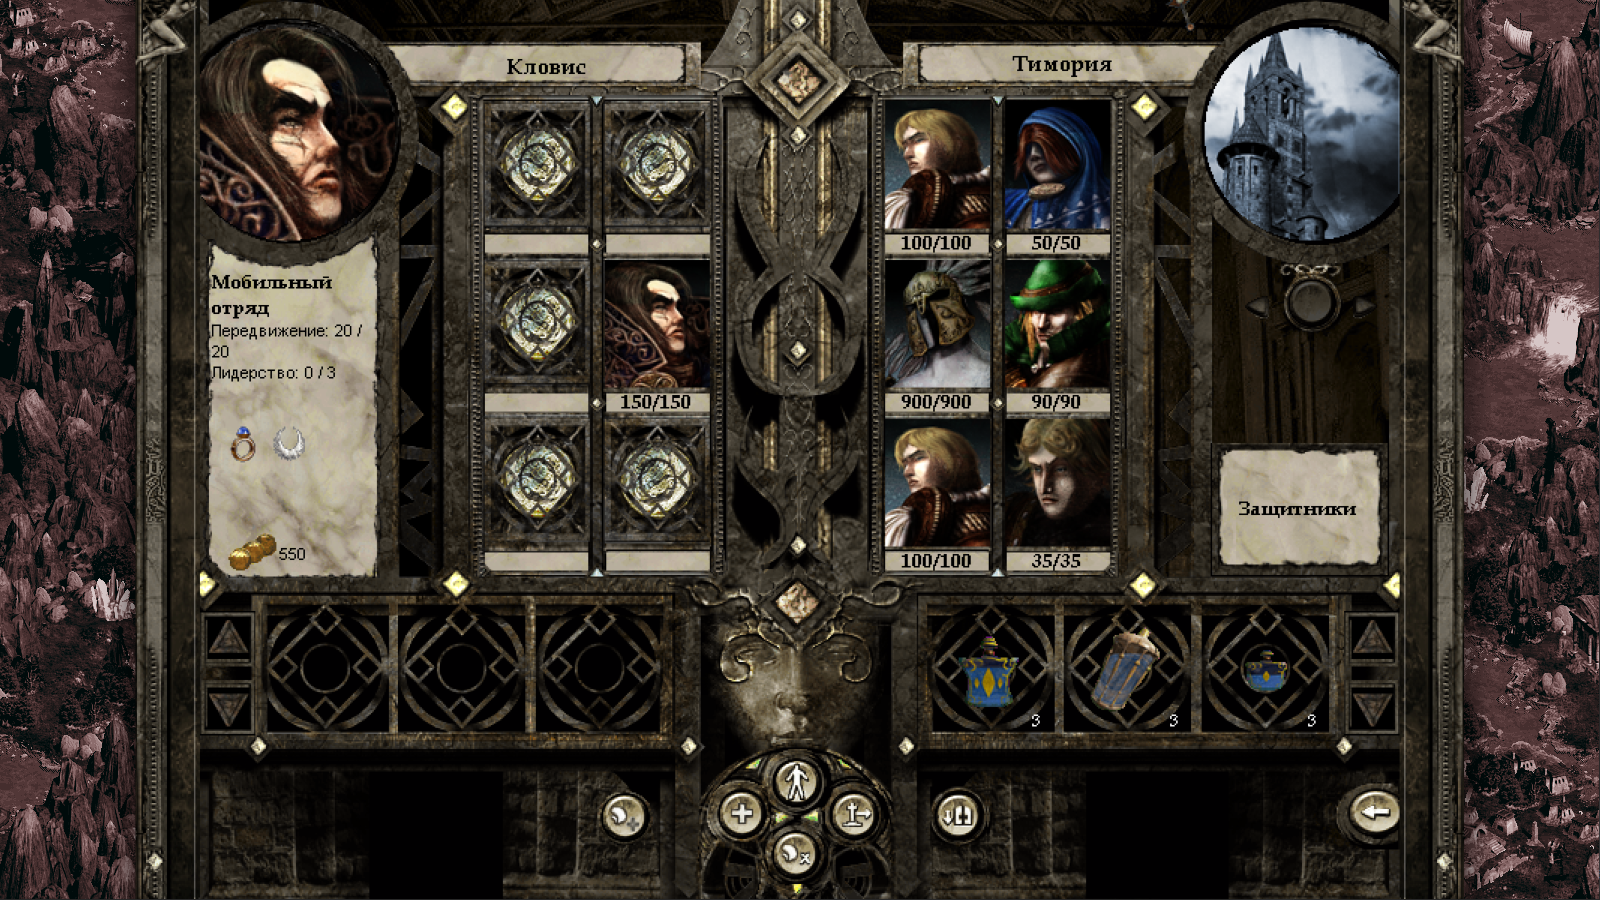 Кловис
Тимория
Мобильный
отряд
Передвижение: 20 /
20
Лидерство: 0 / 3
550
150/150
100/100
50/50
900/900
90/90
100/100
35/35
Защитники
3
3
3